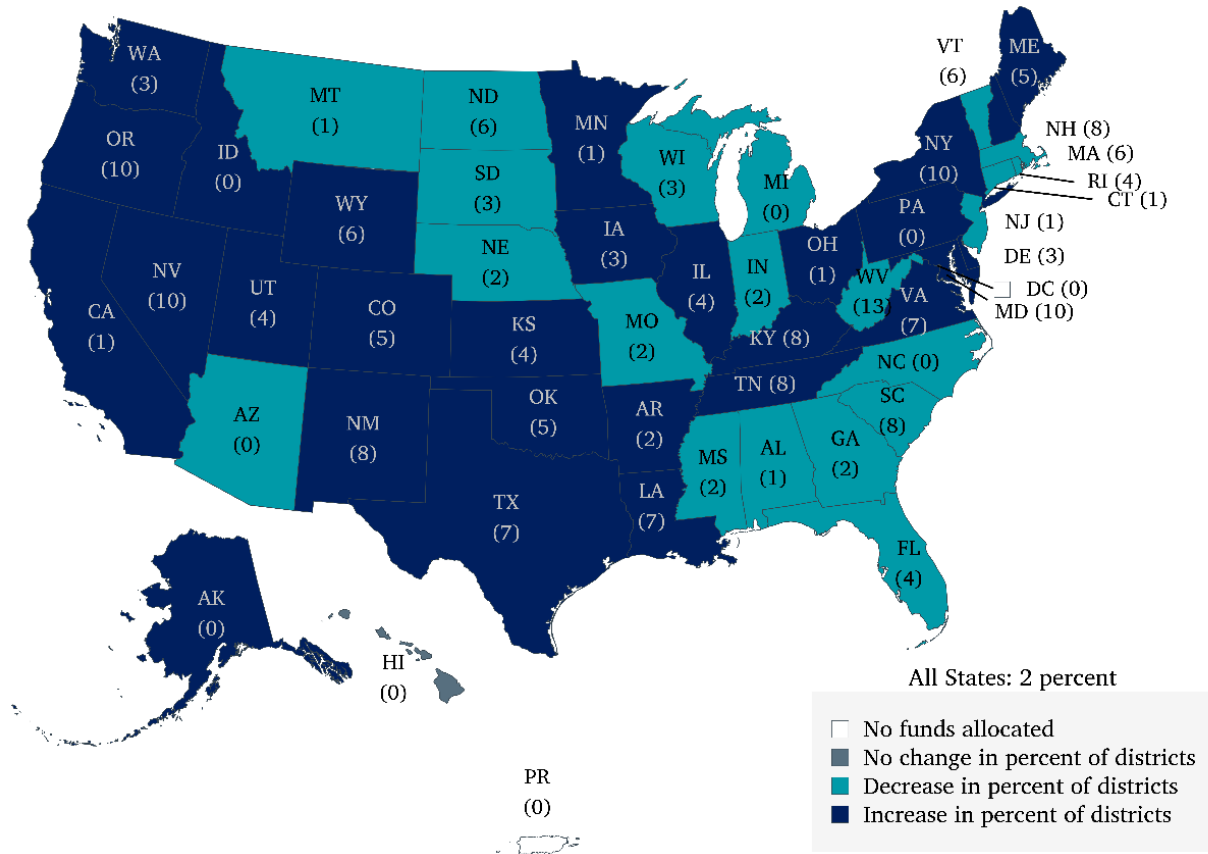 WA
(3)
OR
(10)
CA
(1)
ID
(0)
NV
(10)
MT
(1)
WY
(6)
UT
(4)
AZ
(0)
CO
(5)
NM
(8)
ND
(6)
SD
(3)
NE
(2)
KS
(4)
OK
(5)
TX
(7)
MN
(1)
IA
(3)
MO
(2)
AR
(2)
LA
(7)
WI
(3)
IL
(4)
MI
(0)
IN
(2)
OH
(1)
KY (8)
TN (8)
MS
(2)
AL
(1)
GA
(2)
FL
(4)
SC
(8)
NC (0)
VA
(7)
WV
(13)
PA
(0)
NY
(10)
VT
(6)
ME
(5)
NH (8)
MA (6)
RI (4)
CT (1)
NJ (1)
DE (3)
DC (0)
MD (10)
AK
(0)
HI
(0)
PR
(0)
All States: 2 percent
No funds allocated
No change in percent of districts
Decrease in percent of districts
Increase in percent of districts